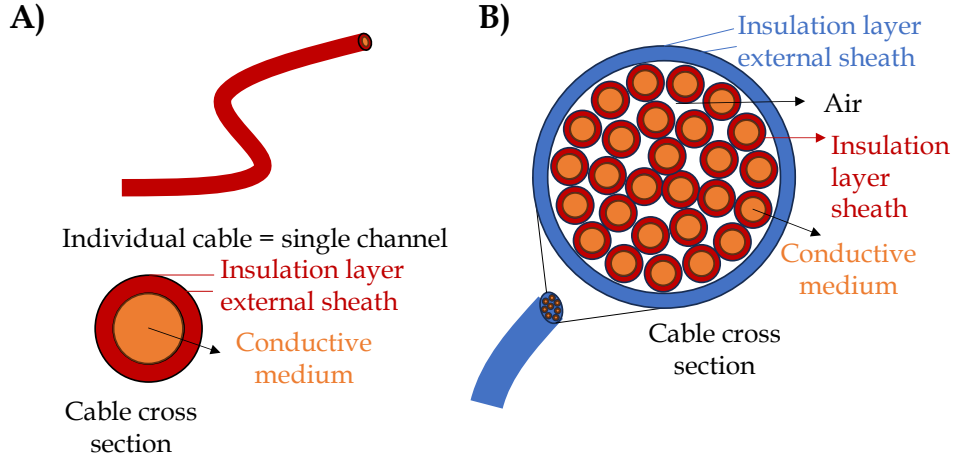 A)
Individual cable = single channel
Insulation layer
external sheath
Conductive
medium
Cable cross
section
B)
Insulation layer
external sheath
Air
Insulation
layer
sheath
Conductive
medium
Cable cross
section